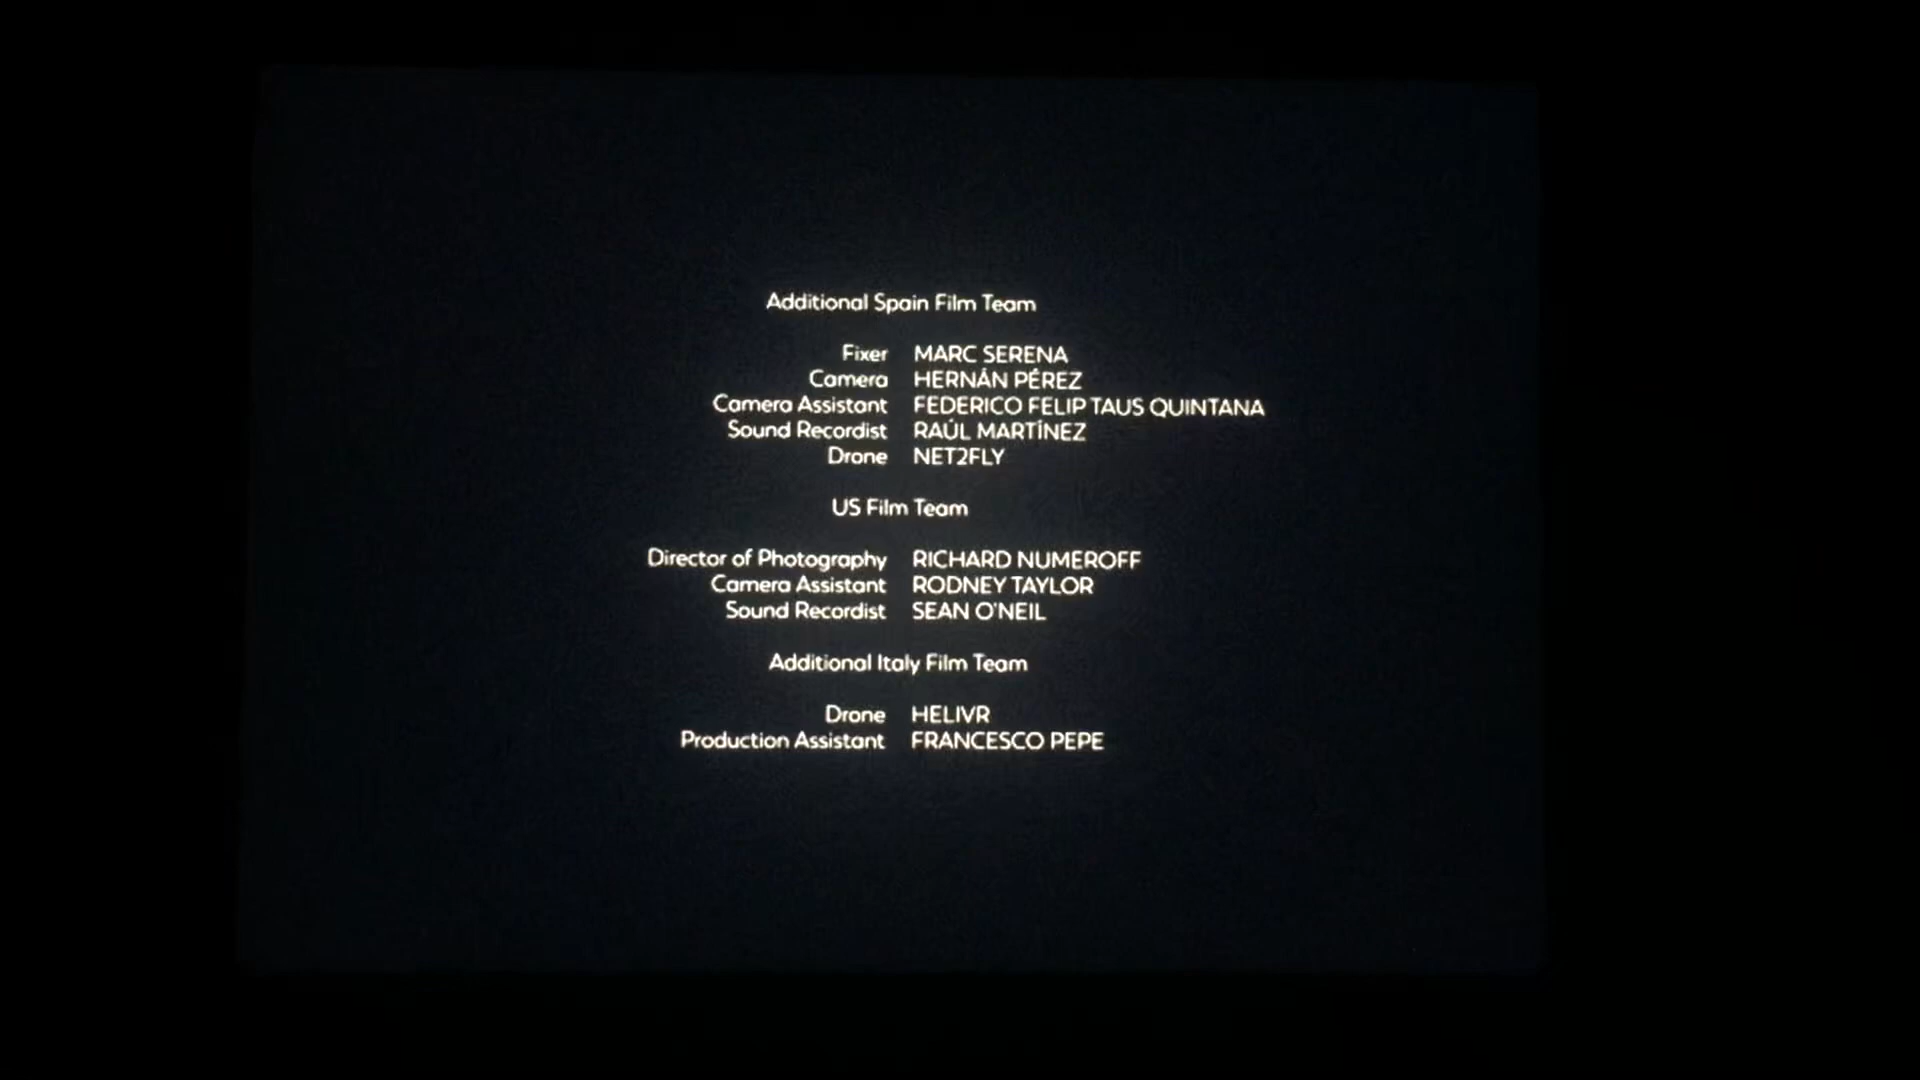 Additional Spain Film Team
Fixer MARC SERENA
Camera HERNÁN PÉREZ
Camera Assistant FEDERICO FELIP TAUS QUINTANA
Sound Recordist RAÚL MARTÍNEZ
Drone NET2FLY
US Film Team
Director of Photography RICHARD NUMEROFF
Camera Assistant RODNEY TAYLOR
Sound Recordist SEAN O'NEIL
Additional Italy Film Team
Drone HELIVR
Production Assistant FRANCESCO PEPE